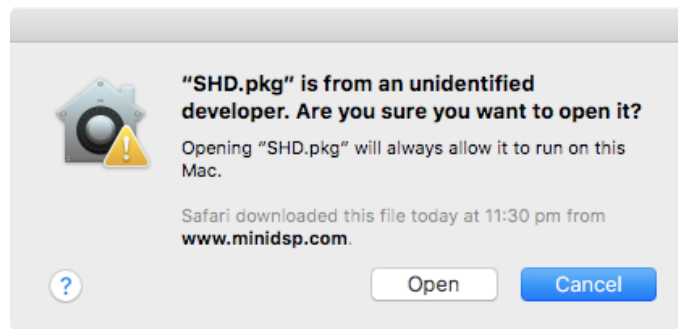 “SHD.pkg” is from an unidentified
developer. Are you sure you want to open it?
Opening “SHD.pkg” will always allow it to run on this
Mac.
Safari downloaded this file today at 11:30 pm from
www.minidsp.com.
?
Open
Cancel